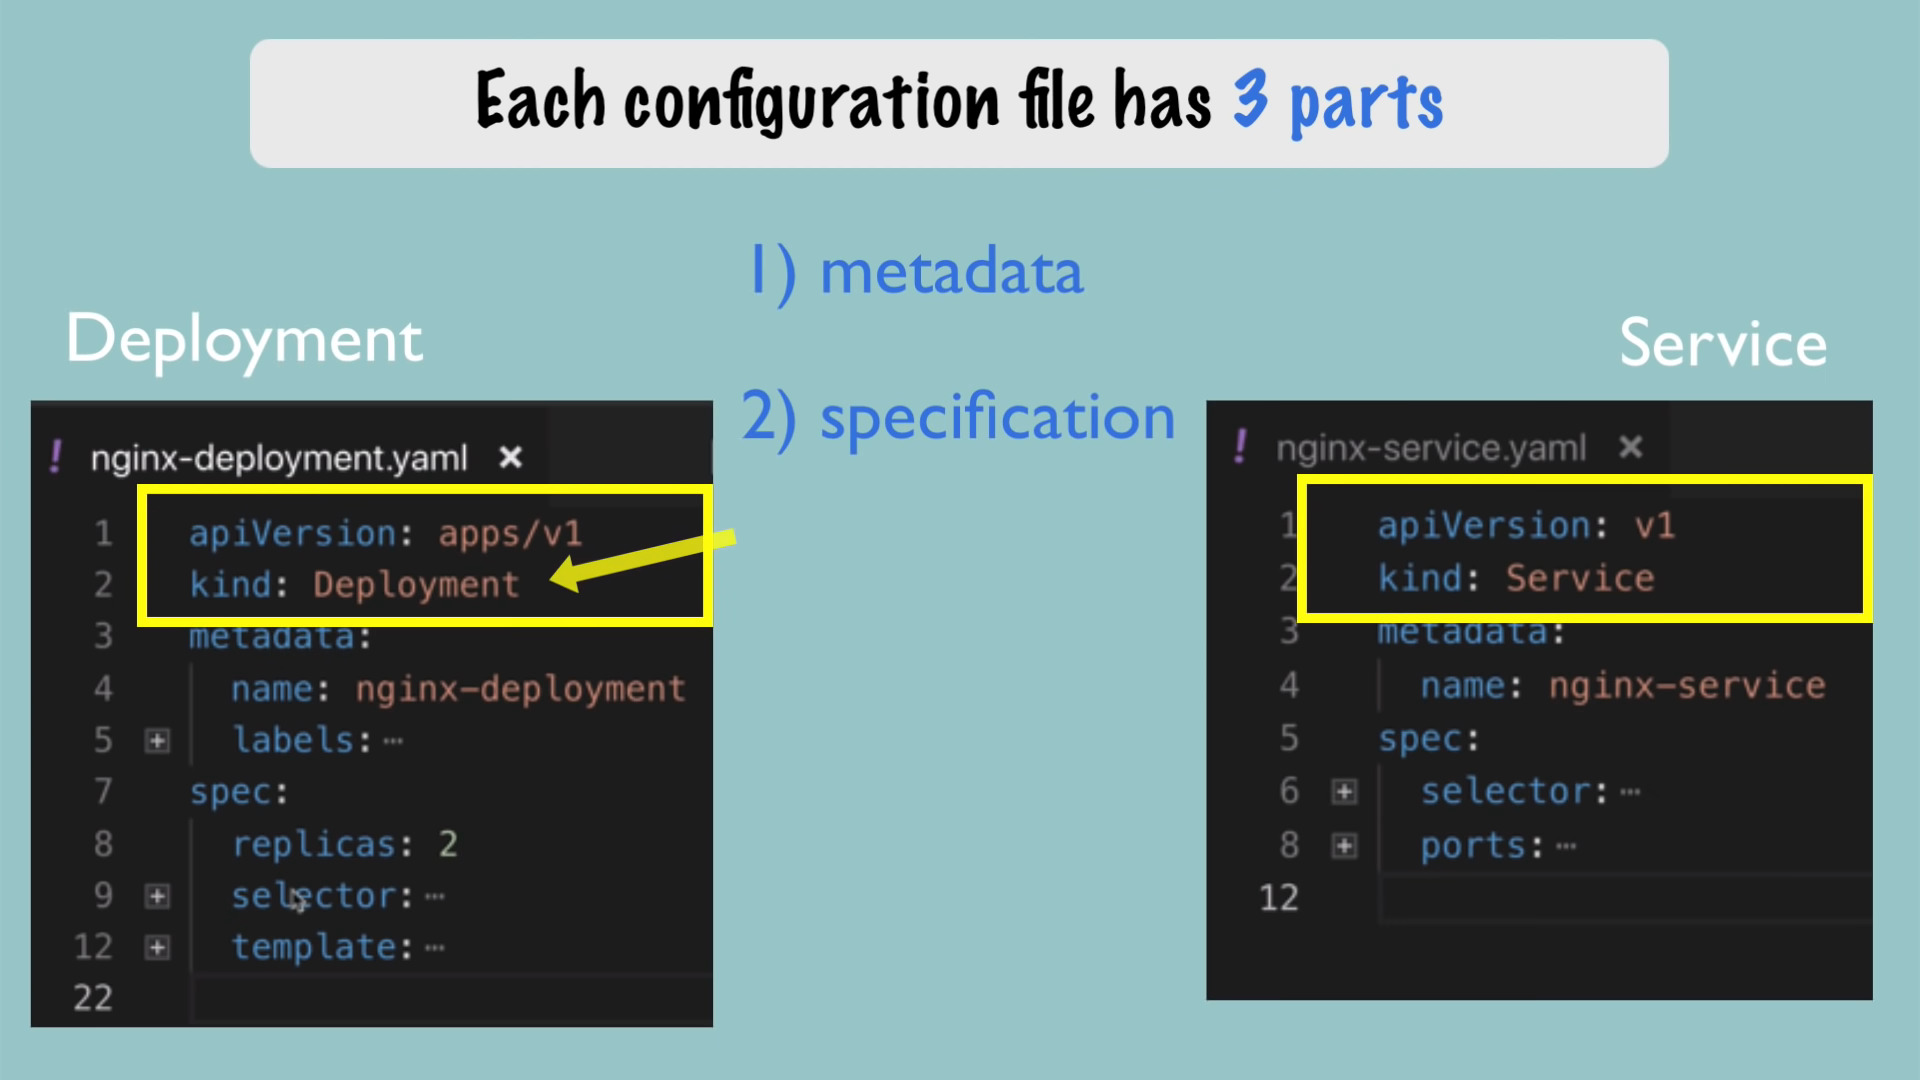 Each configuration file has 3 parts
1) metadata
2) specification
Deployment
! nginx-deployment.yaml ×
1 apiVersion: apps/v1
2 kind: Deployment
3 metadata:
4 name: nginx-deployment
5 labels: ⋯
7 spec:
8 replicas: 2
9 selector: ⋯
12 template: ⋯
22
Service
! nginx-service.yaml ×
1 apiVersion: v1
2 kind: Service
3 metadata:
4 name: nginx-service
5 spec:
6 selector: ⋯
8 ports: ⋯
12